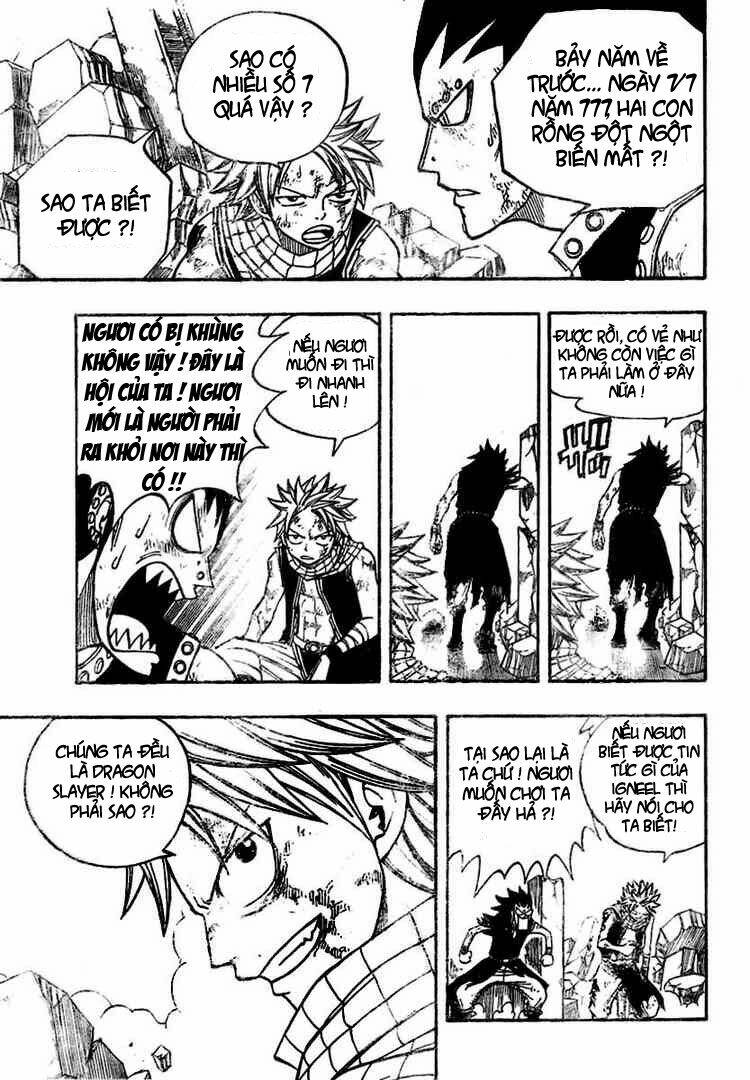 BẢY NĂM VỀ
TRƯỚC... NGÀY 7/7
NĂM 777, HAI CON
RỒNG ĐỘT NGỘT
BIẾN MẤT ?!
SAO CÓ
NHIỀU SỐ 7
QUÁ VẬY ?
SAO TA BIẾT
ĐƯỢC ?!
ĐƯỢC RỒI, CÓ VẺ NHƯ
KHÔNG CÒN VIỆC GÌ
TA PHẢI LÀM Ở ĐÂY
NỮA !
NẾU NGƯƠI
MUỐN ĐI THÌ
ĐI NHANH
LÊN !
NGƯƠI CÓ BỊ KHÙNG
KHÔNG VẬY ! ĐÂY LÀ
HỘI CỦA TA ! NGƯƠI
MỚI LÀ NGƯỜI PHẢI
RA KHỎI NƠI NÀY THÌ
CÓ !!
NẾU NGƯƠI
BIẾT ĐƯỢC TIN
TỨC GÌ CỦA
IGNEEL THÌ
HÃY NÓI CHO
TA BIẾT!
TẠI SAO LẠI LÀ
TA CHỨ ! NGƯƠI
MUỐN CHƠI TA
ĐẤY HẢ ?!
CHÚNG TA ĐỀU
LÀ DRAGON
SLAYER ! KHÔNG
PHẢI SAO ?!